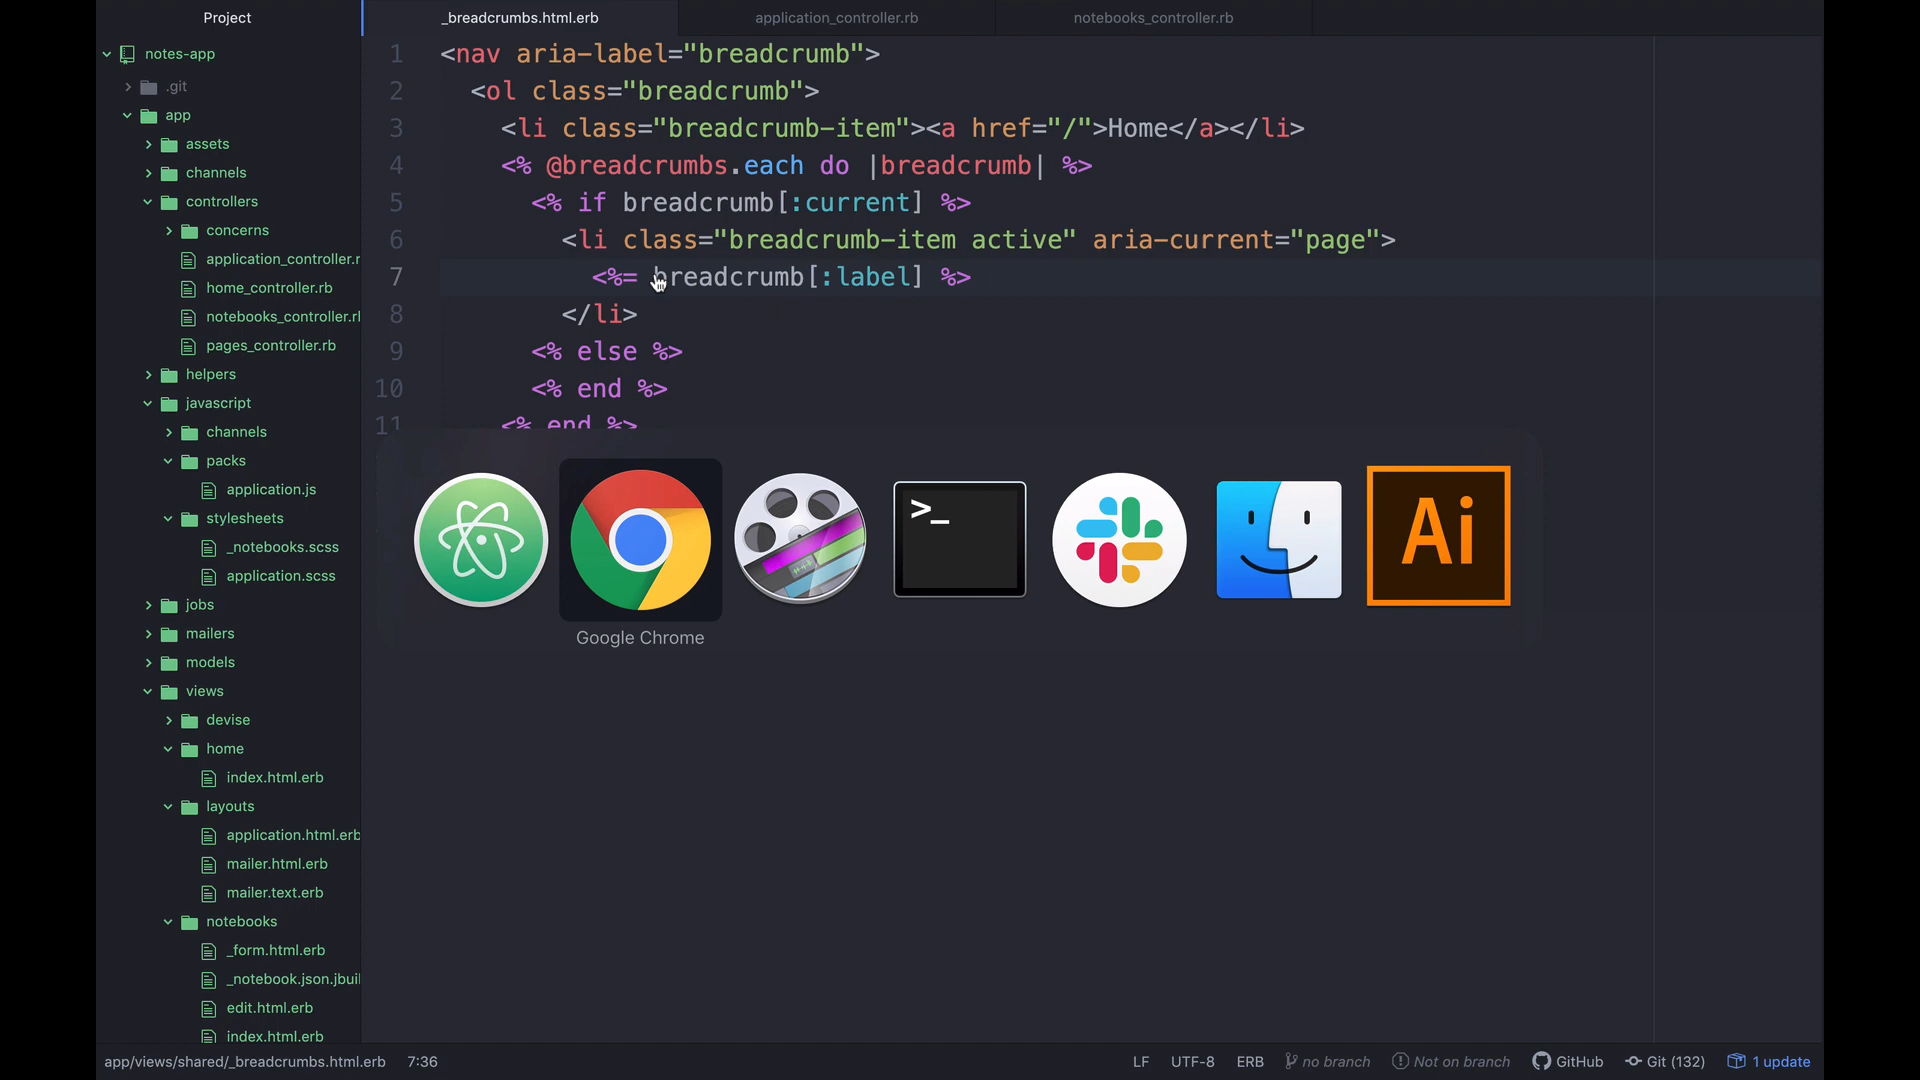 Project
notes-app
.git
app
assets
channels
controllers
concerns
application_controller.r
home_controller.rb
notebooks_controller.rl
pages_controller.rb
helpers
javascript
channels
packs
application.js
stylesheets
_notebooks.scss
application.scss
jobs
mailers
models
views
devise
home
index.html.erb
layouts
application.html.erb
mailer.html.erb
mailer.text.erb
notebooks
_form.html.erb
_notebook.json.jbuil
edit.html.erb
index.html.erb
_breadcrumbs.html.erb
application_controller.rb
notebooks_controller.rb
1 <nav aria-label="breadcrumb">
2 <ol class="breadcrumb">
3 <li class="breadcrumb-item"><a href="/">Home</a></li>
4 <% @breadcrumbs.each do |breadcrumb| %>
5 <% if breadcrumb[:current] %>
6 <li class="breadcrumb-item active" aria-current="page">
7 <%= breadcrumb[:label] %>
8 </li>
9 <% else %>
10 <% end %>
11 <% end %>
>_
Ai
Google Chrome
app/views/shared/_breadcrumbs.html.erb 7:36
LF UTF-8 ERB no branch Not on branch GitHub Git (132) 1 update